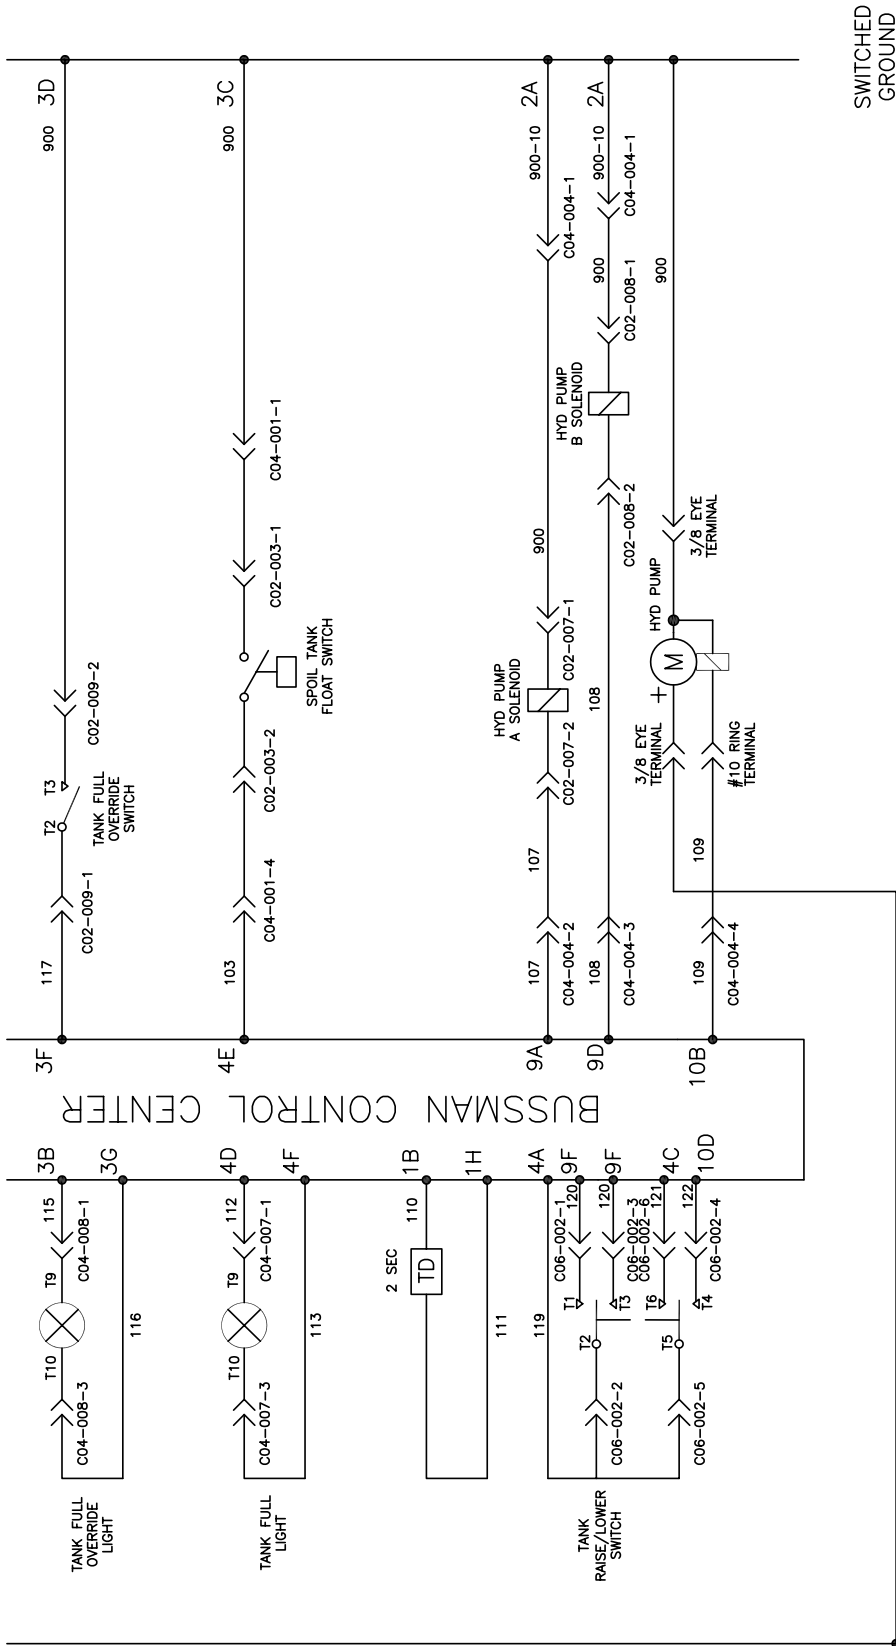 TANK FULL
OVERRIDE
LIGHT
C04-008-3
T10
T9
C04-008-1
115
3B
116
3G
BUSSMAN CONTROL CENTER
3F
117
C02-009-1
T2
T3
TANK FULL
OVERRIDE
SWITCH
C02-009-2
900
3D
TANK FULL
LIGHT
C04-007-3
T10
T9
C04-007-1
112
4D
113
4F
4E
103
C04-001-4
C02-003-2
SPOIL TANK
FLOAT SWITCH
C02-003-1
C04-001-1
900
3C
2 SEC
TD
110
1B
111
1H
TANK
RAISE/LOWER
SWITCH
119
4A
C06-002-2
T2
T1
C06-002-1
120
9F
T3
C06-002-3
120
9F
C06-002-5
T5
T6
C06-002-6
121
4C
T4
C06-002-4
122
10D
9A
107
C04-004-2
107
C02-007-2
HYD PUMP
A SOLENOID
C02-007-1
900
C04-004-1
900-10
2A
9D
108
C04-004-3
108
C02-008-2
HYD PUMP
B SOLENOID
C02-008-1
900
C04-004-1
900-10
2A
3/8 EYE
TERMINAL
+
M
HYD PUMP
3/8 EYE
TERMINAL
900
10B
109
C04-004-4
109
#10 RING
TERMINAL
SWITCHED
GROUND